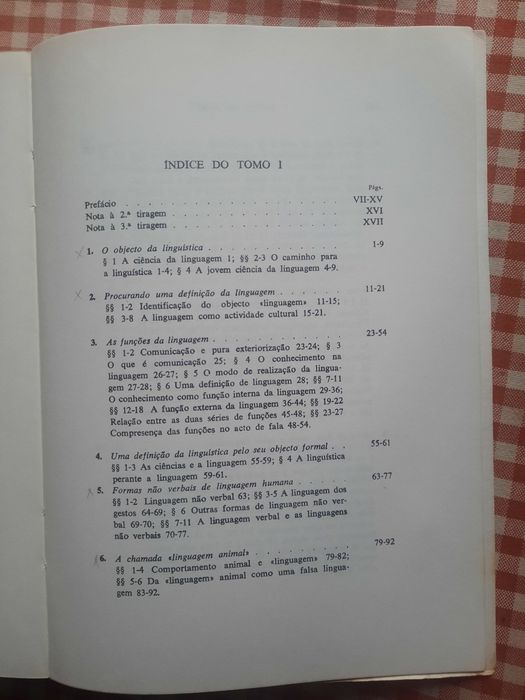 ÍNDICE DO TOMO I
Págs.
Prefácio . . . . . . . . . . . . . . . . . . . VII-XV
Nota à 2.ª tiragem . . . . . . . . . . . . . . . XVI
Nota à 3.ª tiragem . . . . . . . . . . . . . . . XVII
1. O objecto da linguística . . . . . . . . . . . . 1-9
§ 1 A ciência da linguagem 1; §§ 2-3 O caminho para
a linguística 1-4; § 4 A jovem ciência da linguagem 4-9.
2. Procurando uma definição da linguagem . . . . . . 11-21
§§ 1-2 Identificação do objecto «linguagem» 11-15;
§§ 3-8 A linguagem como actividade cultural 15-21.
3. As funções da linguagem . . . . . . . . . . . . 23-54
§§ 1-2 Comunicação e pura exteriorização 23-24; § 3
O que é comunicação 25; § 4 O conhecimento na
linguagem 26-27; § 5 O modo de realização da lingua-
gem 27-28; § 6 Uma definição de linguagem 28; §§ 7-11
O conhecimento como função interna da linguagem 29-36;
§§ 12-18 A função externa da linguagem 36-44; §§ 19-22
Relação entre as duas séries de funções 45-48; §§ 23-27
Compresença das funções no acto de fala 48-54.
4. Uma definição da linguística pelo seu objecto formal . . 55-61
§§ 1-3 As ciências e a linguagem 55-59; § 4 A linguística
perante a linguagem 59-61.
5. Formas não verbais de linguagem humana . . . . . 63-77
§§ 1-2 Linguagem não verbal 63; §§ 3-5 A linguagem dos
gestos 64-69; § 6 Outras formas de linguagem não ver-
bal 69-70; §§ 7-11 A linguagem verbal e as linguagens
não verbais 70-77.
6. A chamada «linguagem animal» . . . . . . . . . 79-92
§§ 1-4 Comportamento animal e «linguagem» 79-82;
§§ 5-6 Da «linguagem» animal como uma falsa lingua-
gem 83-92.